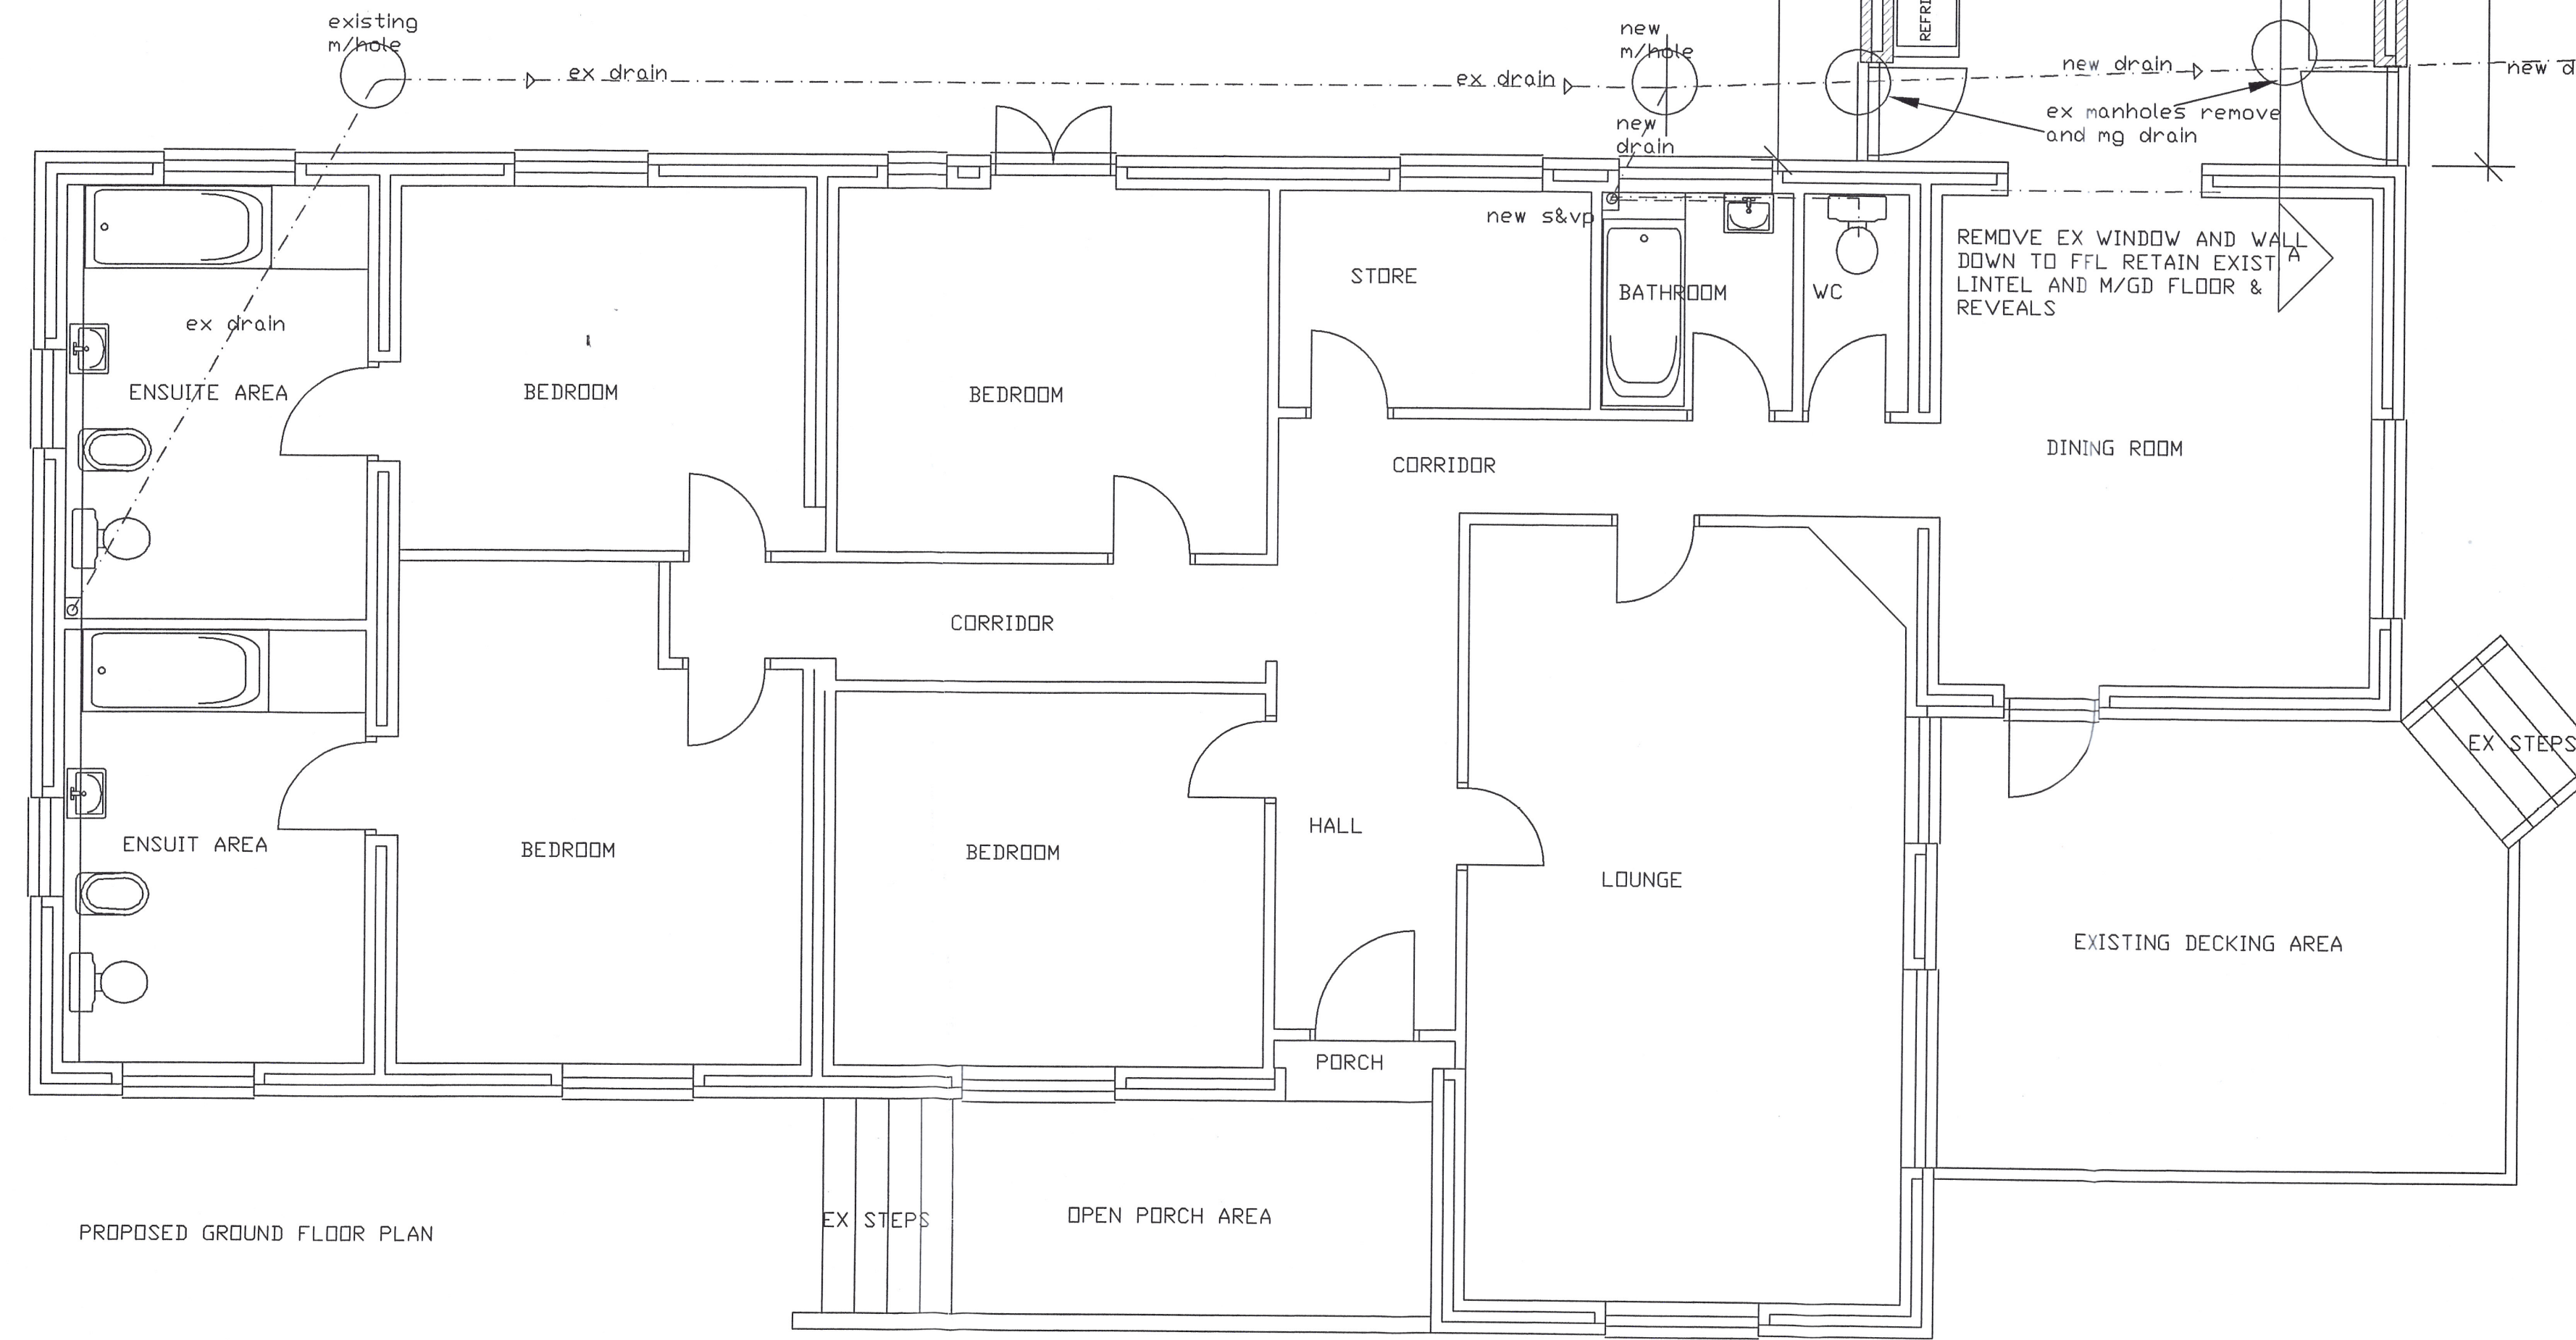 existing
m/hole
ex drain
ex drain
new
m/hole
new
drain
REFRI
new drain
new d
ex manholes remove
and mg drain
new s&vp
STORE
BATHROOM
WC
REMOVE EX WINDOW AND WALL
DOWN TO FFL RETAIN EXIST
LINTEL AND M/GD FLOOR &
REVEALS
A
ex drain
ENSUITE AREA
BEDROOM
BEDROOM
CORRIDOR
DINING ROOM
CORRIDOR
EX STEPS
ENSUIT AREA
BEDROOM
BEDROOM
HALL
LOUNGE
EXISTING DECKING AREA
PORCH
EX STEPS
OPEN PORCH AREA
PROPOSED GROUND FLOOR PLAN